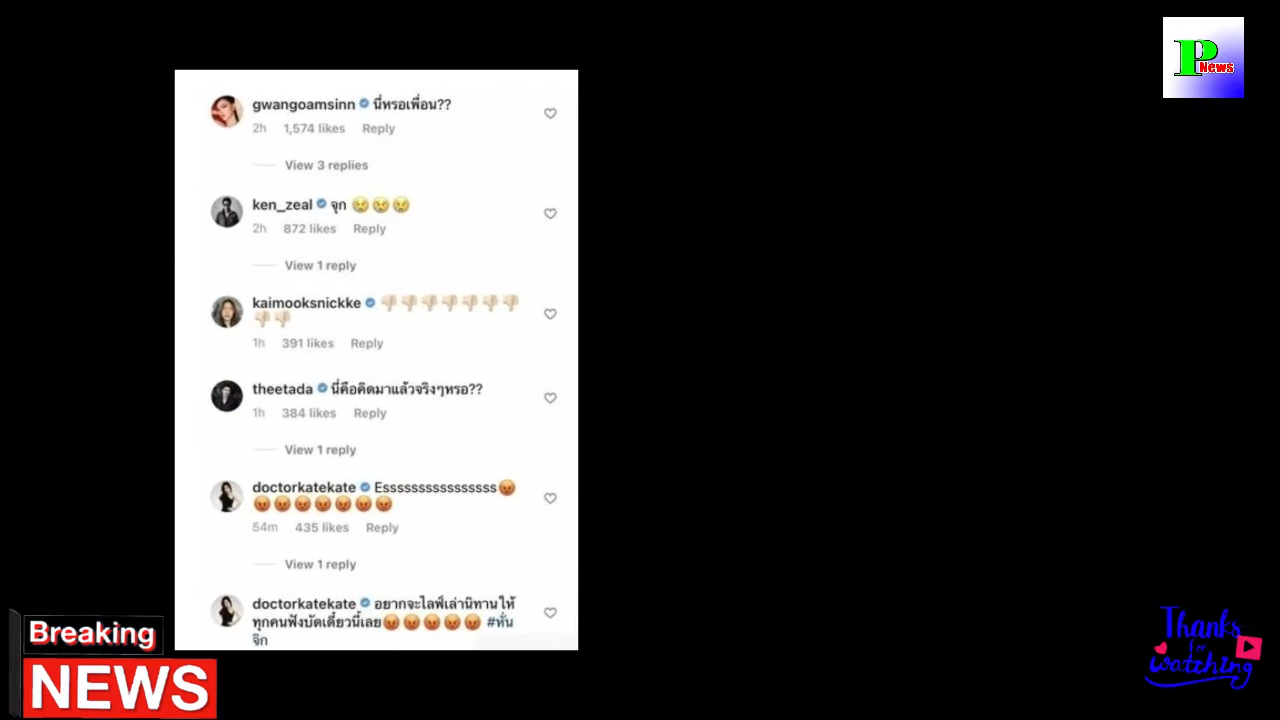 P
News
gwangoamsinn นี่หรอเพื่อน??
2h 1,574 likes Reply
View 3 replies
ken_zeal จุก 😢😢😢
2h 872 likes Reply
View 1 reply
kaimooksnickke 👎🏻👎🏻👎🏻👎🏻👎🏻👎🏻👎🏻
👎🏻👎🏻
1h 391 likes Reply
theetada นี่คือคิดมาแล้วจริงๆหรอ??
1h 384 likes Reply
View 1 reply
doctorkatekate Essssssssssssssssss😡
😡😡😡😡😡😡😡
54m 435 likes Reply
View 1 reply
doctorkatekate อยากจะไลฟ์เล่านิทานให้
ทุกคนฟังบัดเดี๋ยวนี้เลย😡😡😡😡😡 #หั่น
จิก
Breaking
NEWS
Thanks
for
watching